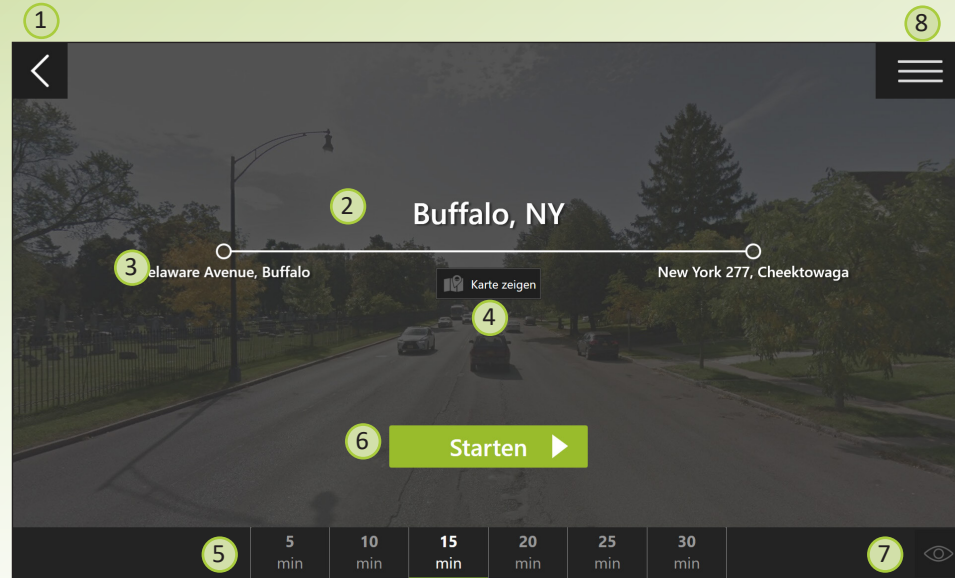 1
8
2
Buffalo, NY
3
elaware Avenue, Buffalo
New York 277, Cheektowaga
Karte zeigen
4
6
Starten
5
5 min
10 min
15 min
20 min
25 min
30 min
7